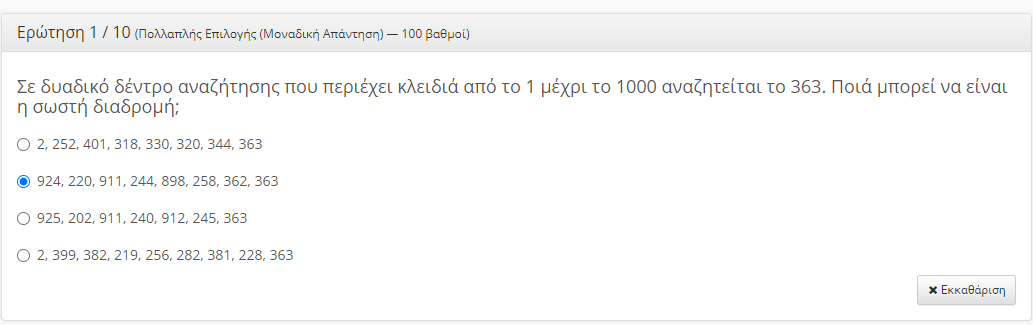 Ερώτηση 1 / 10 (Πολλαπλής Επιλογής (Μοναδική Απάντηση) — 100 βαθμοί)
Σε δυαδικό δέντρο αναζήτησης που περιέχει κλειδιά από το 1 μέχρι το 1000 αναζητείται το 363. Ποιά μπορεί να είναι
η σωστή διαδρομή;
2, 252, 401, 318, 330, 320, 344, 363
924, 220, 911, 244, 898, 258, 362, 363
925, 202, 911, 240, 912, 245, 363
2, 399, 382, 219, 256, 282, 381, 228, 363
✖ Εκκαθάριση